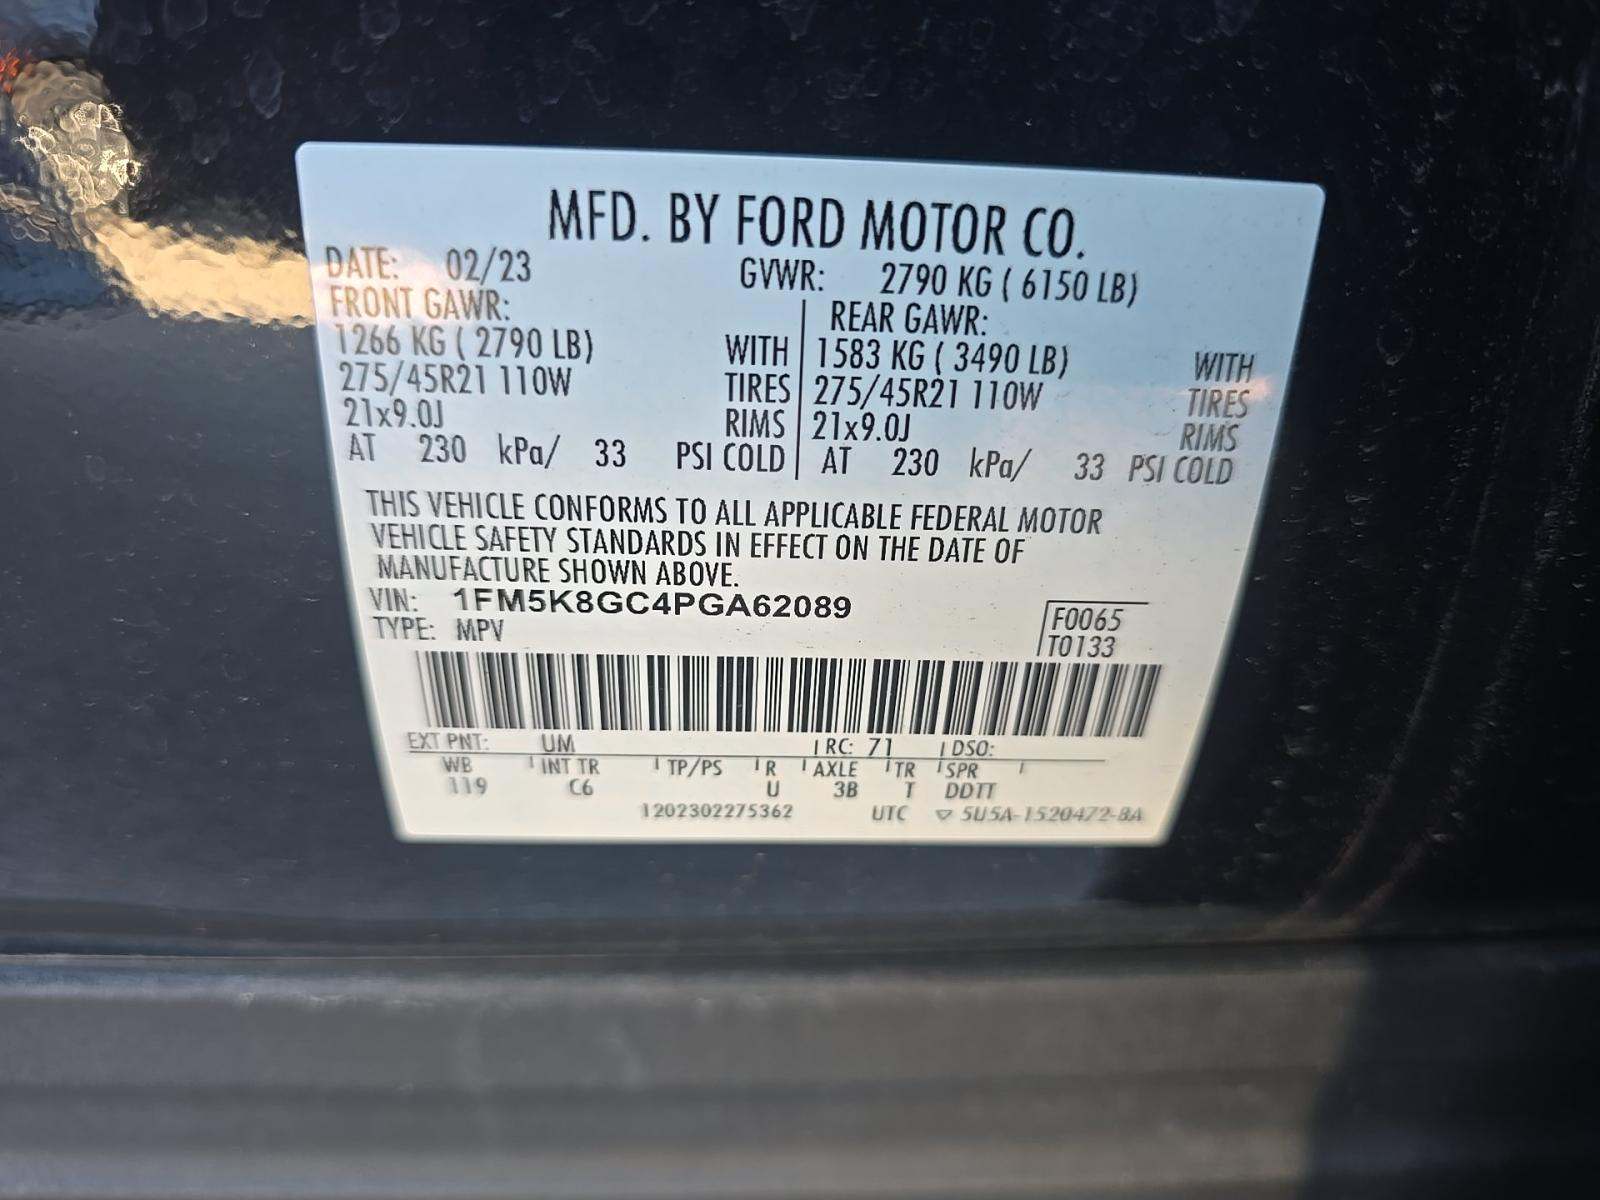 MFD. BY FORD MOTOR CO.
DATE: 02/23 GVWR: 2790 KG ( 6150 LB)
FRONT GAWR: REAR GAWR:
1266 KG ( 2790 LB) WITH 1583 KG ( 3490 LB) WITH
275/45R21 110W TIRES 275/45R21 110W TIRES
21x9.0J RIMS 21x9.0J RIMS
AT 230 kPa/ 33 PSI COLD AT 230 kPa/ 33 PSI COLD
THIS VEHICLE CONFORMS TO ALL APPLICABLE FEDERAL MOTOR
VEHICLE SAFETY STANDARDS IN EFFECT ON THE DATE OF
MANUFACTURE SHOWN ABOVE.
VIN: 1FM5K8GC4PGA62089 F0065
TYPE: MPV T0133
EXT PNT: UM RC: 71 DSO:
WB INT TR TP/PS R AXLE TR SPR
119 C6 U 3B T DDTT
1202302275362 UTC ▽ 5U5A-1520472-BA